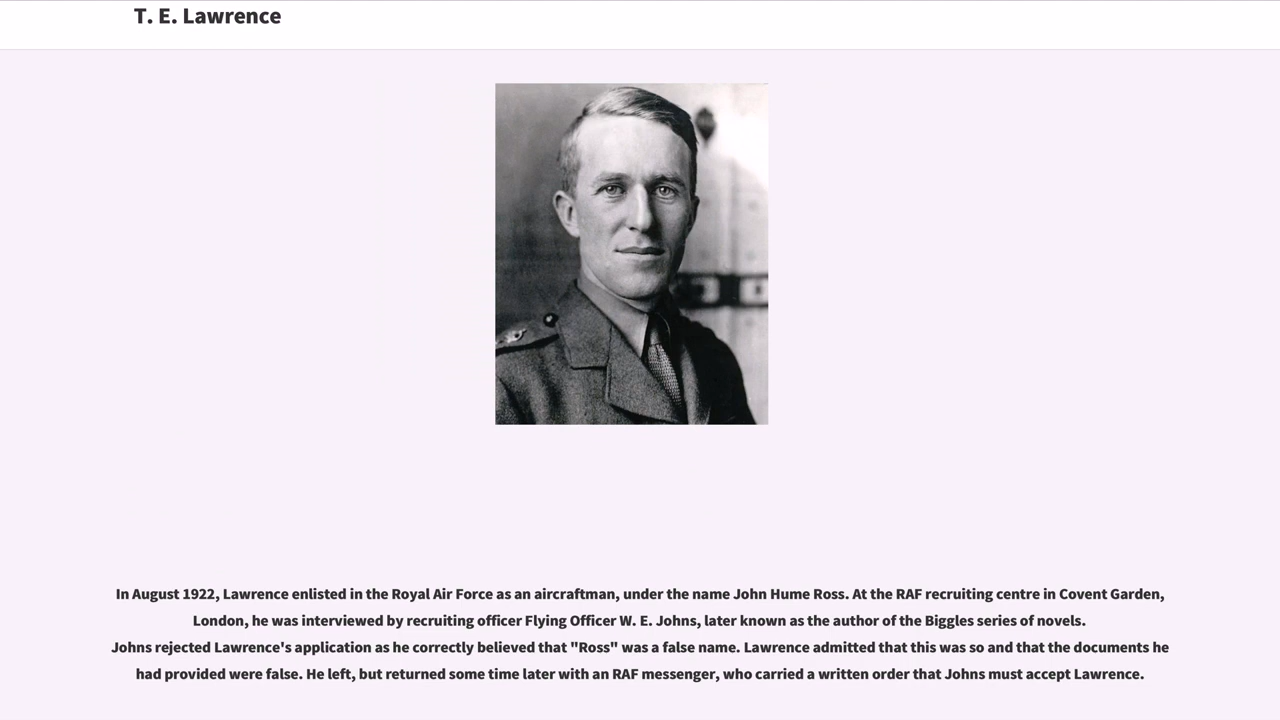 T. E. Lawrence
In August 1922, Lawrence enlisted in the Royal Air Force as an aircraftman, under the name John Hume Ross. At the RAF recruiting centre in Covent Garden,
London, he was interviewed by recruiting officer Flying Officer W. E. Johns, later known as the author of the Biggles series of novels.
Johns rejected Lawrence's application as he correctly believed that "Ross" was a false name. Lawrence admitted that this was so and that the documents he
had provided were false. He left, but returned some time later with an RAF messenger, who carried a written order that Johns must accept Lawrence.